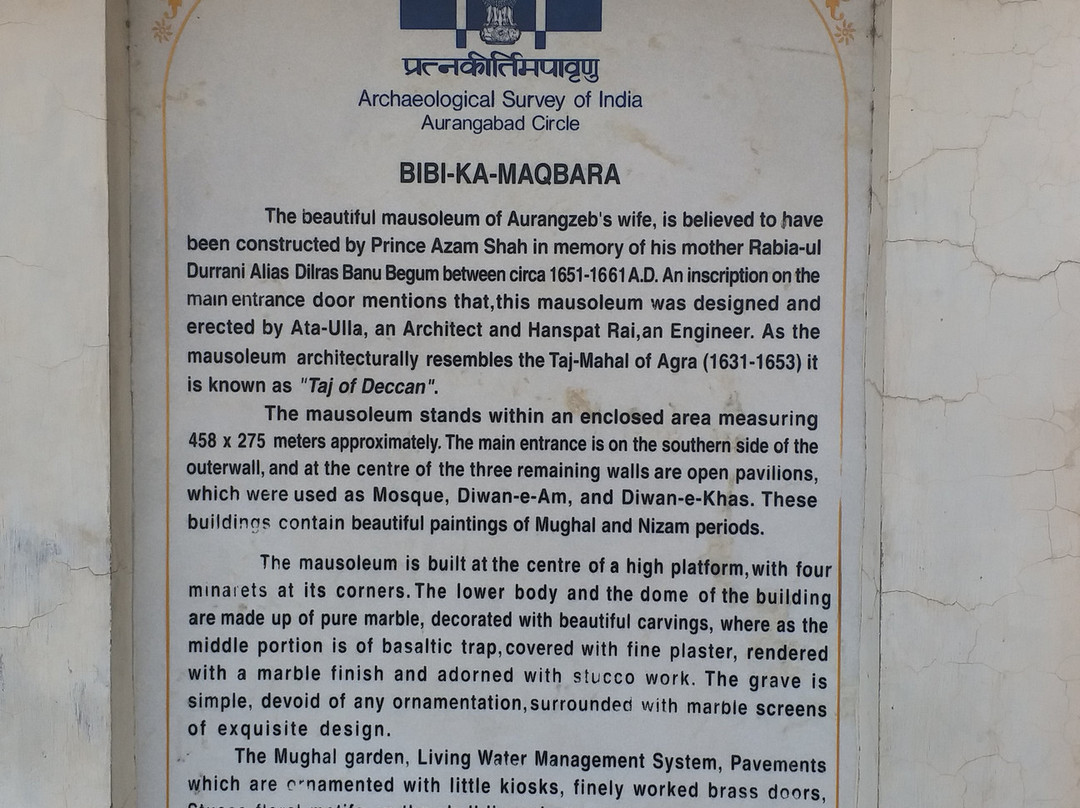 प्रत्नकीर्तिमपावृणु
Archaeological Survey of India
Aurangabad Circle
BIBI-KA-MAQBARA
The beautiful mausoleum of Aurangzeb's wife, is believed to have
been constructed by Prince Azam Shah in memory of his mother Rabia-ul
Durrani Alias Dilras Banu Begum between circa 1651-1661 A.D. An inscription on the
main entrance door mentions that,this mausoleum was designed and
erected by Ata-Ulla, an Architect and Hanspat Rai,an Engineer. As the
mausoleum architecturally resembles the Taj-Mahal of Agra (1631-1653) it
is known as "Taj of Deccan".
The mausoleum stands within an enclosed area measuring
458 x 275 meters approximately. The main entrance is on the southern side of the
outerwall, and at the centre of the three remaining walls are open pavilions,
which were used as Mosque, Diwan-e-Am, and Diwan-e-Khas. These
buildings contain beautiful paintings of Mughal and Nizam periods.
The mausoleum is built at the centre of a high platform,with four
minarets at its corners. The lower body and the dome of the building
are made up of pure marble, decorated with beautiful carvings, where as the
middle portion is of basaltic trap,covered with fine plaster, rendered
with a marble finish and adorned with stucco work. The grave is
simple, devoid of any ornamentation,surrounded with marble screens
of exquisite design.
The Mughal garden, Living Water Management System, Pavements
which are ornamented with little kiosks, finely worked brass doors,